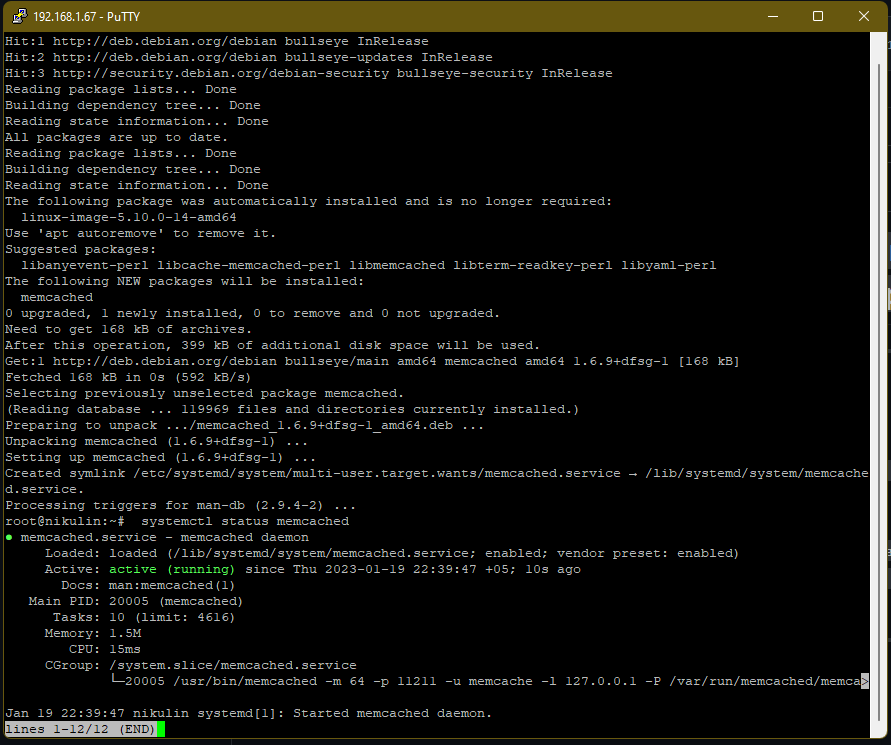 192.168.1.67 - PuTTY
Hit:1 http://deb.debian.org/debian bullseye InRelease
Hit:2 http://deb.debian.org/debian bullseye-updates InRelease
Hit:3 http://security.debian.org/debian-security bullseye-security InRelease
Reading package lists... Done
Building dependency tree... Done
Reading state information... Done
All packages are up to date.
Reading package lists... Done
Building dependency tree... Done
Reading state information... Done
The following package was automatically installed and is no longer required:
  linux-image-5.10.0-14-amd64
Use 'apt autoremove' to remove it.
Suggested packages:
  libanyevent-perl libcache-memcached-perl libmemcached libterm-readkey-perl libyaml-perl
The following NEW packages will be installed:
  memcached
0 upgraded, 1 newly installed, 0 to remove and 0 not upgraded.
Need to get 168 kB of archives.
After this operation, 399 kB of additional disk space will be used.
Get:1 http://deb.debian.org/debian bullseye/main amd64 memcached amd64 1.6.9+dfsg-1 [168 kB]
Fetched 168 kB in 0s (592 kB/s)
Selecting previously unselected package memcached.
(Reading database ... 119969 files and directories currently installed.)
Preparing to unpack .../memcached_1.6.9+dfsg-1_amd64.deb ...
Unpacking memcached (1.6.9+dfsg-1) ...
Setting up memcached (1.6.9+dfsg-1) ...
Created symlink /etc/systemd/system/multi-user.target.wants/memcached.service → /lib/systemd/system/memcache
d.service.
Processing triggers for man-db (2.9.4-2) ...
root@nikulin:~#  systemctl status memcached
● memcached.service - memcached daemon
     Loaded: loaded (/lib/systemd/system/memcached.service; enabled; vendor preset: enabled)
     Active: active (running) since Thu 2023-01-19 22:39:47 +05; 10s ago
       Docs: man:memcached(1)
   Main PID: 20005 (memcached)
      Tasks: 10 (limit: 4616)
     Memory: 1.5M
        CPU: 15ms
     CGroup: /system.slice/memcached.service
             └─20005 /usr/bin/memcached -m 64 -p 11211 -u memcache -l 127.0.0.1 -P /var/run/memcached/memca>
Jan 19 22:39:47 nikulin systemd[1]: Started memcached daemon.
lines 1-12/12 (END)